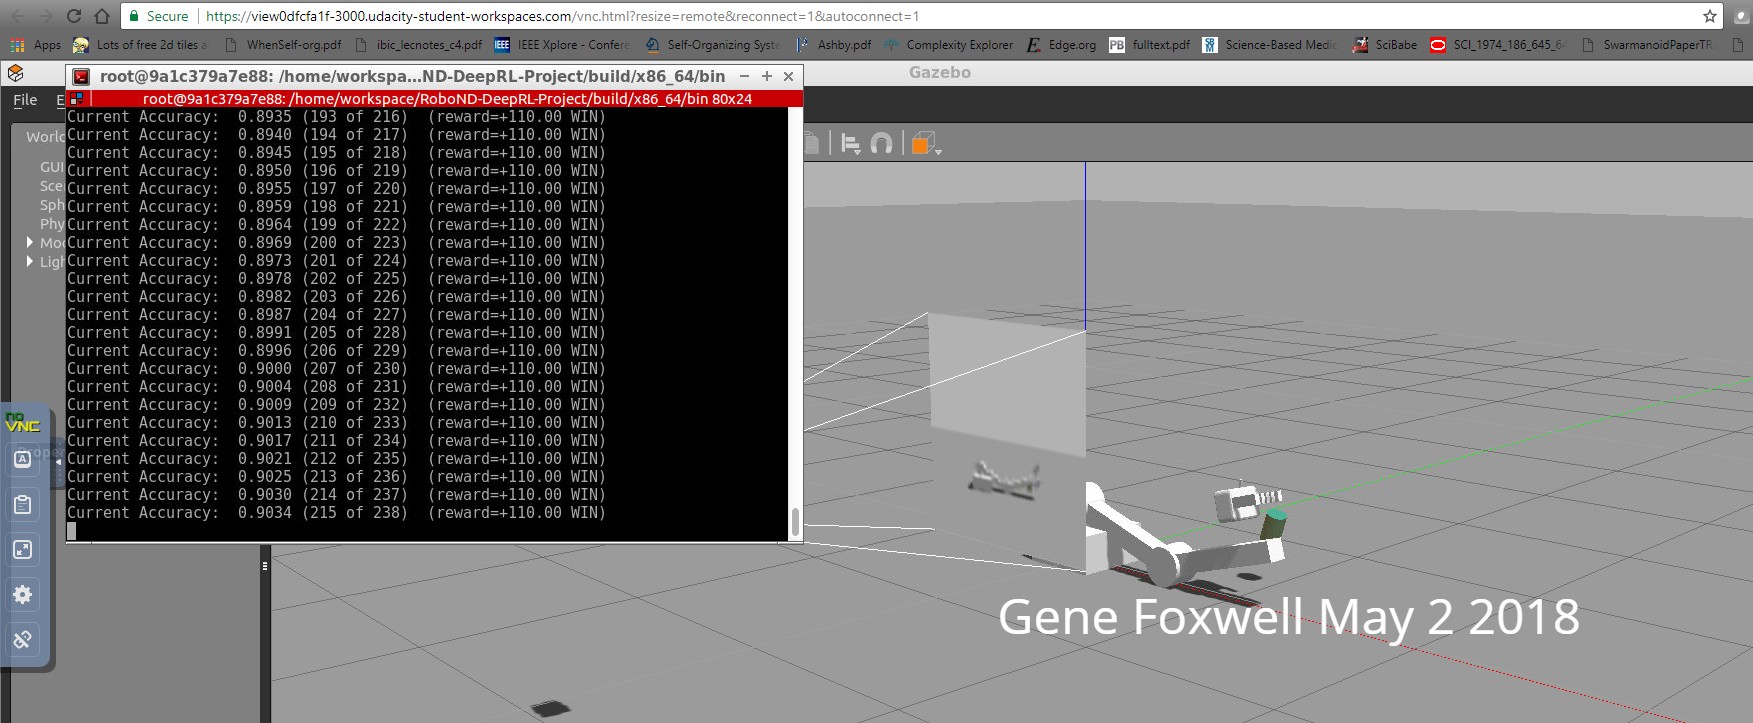 Secure https://view0dfcfa1f-3000.udacity-student-workspaces.com/vnc.html?resize=remote&reconnect=1&autoconnect=1
Apps Lots of free 2d tiles a WhenSelf-org.pdf ibic_lecnotes_c4.pdf IEEE Xplore - Confere Self-Organizing Syste Ashby.pdf Complexity Explorer Edge.org fulltext.pdf Science-Based Medic SciBabe SCI_1974_186_645_64 SwarmanoidPaperTR
root@9a1c379a7e88: /home/workspa...ND-DeepRL-Project/build/x86_64/bin
Gazebo
root@9a1c379a7e88: /home/workspace/RoboND-DeepRL-Project/build/x86_64/bin 80x24
File E
Current Accuracy: 0.8935 (193 of 216) (reward=+110.00 WIN)
Current Accuracy: 0.8940 (194 of 217) (reward=+110.00 WIN)
Current Accuracy: 0.8945 (195 of 218) (reward=+110.00 WIN)
Current Accuracy: 0.8950 (196 of 219) (reward=+110.00 WIN)
Current Accuracy: 0.8955 (197 of 220) (reward=+110.00 WIN)
Current Accuracy: 0.8959 (198 of 221) (reward=+110.00 WIN)
Current Accuracy: 0.8964 (199 of 222) (reward=+110.00 WIN)
Current Accuracy: 0.8969 (200 of 223) (reward=+110.00 WIN)
Current Accuracy: 0.8973 (201 of 224) (reward=+110.00 WIN)
Current Accuracy: 0.8978 (202 of 225) (reward=+110.00 WIN)
Current Accuracy: 0.8982 (203 of 226) (reward=+110.00 WIN)
Current Accuracy: 0.8987 (204 of 227) (reward=+110.00 WIN)
Current Accuracy: 0.8991 (205 of 228) (reward=+110.00 WIN)
Current Accuracy: 0.8996 (206 of 229) (reward=+110.00 WIN)
Current Accuracy: 0.9000 (207 of 230) (reward=+110.00 WIN)
Current Accuracy: 0.9004 (208 of 231) (reward=+110.00 WIN)
Current Accuracy: 0.9009 (209 of 232) (reward=+110.00 WIN)
Current Accuracy: 0.9013 (210 of 233) (reward=+110.00 WIN)
Current Accuracy: 0.9017 (211 of 234) (reward=+110.00 WIN)
Current Accuracy: 0.9021 (212 of 235) (reward=+110.00 WIN)
Current Accuracy: 0.9025 (213 of 236) (reward=+110.00 WIN)
Current Accuracy: 0.9030 (214 of 237) (reward=+110.00 WIN)
Current Accuracy: 0.9034 (215 of 238) (reward=+110.00 WIN)
World
GUI
Sce
Sph
Phy
Mod
Ligh
no
VNC
Proper
Gene Foxwell May 2 2018